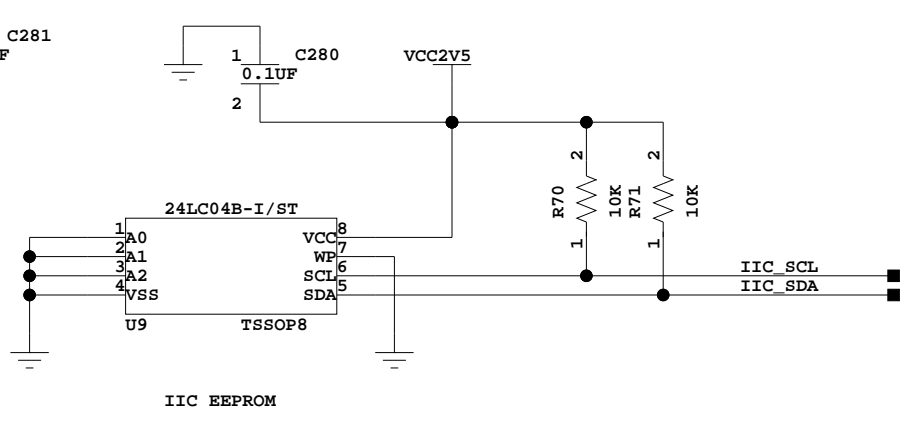 C281
F
1
C280
0.1UF
2
VCC2V5
2
2
R70
10K
R71
10K
1
1
24LC04B-I/ST
1
A0
VCC
8
2
A1
WP
7
3
A2
SCL
6
4
VSS
SDA
5
U9
TSSOP8
IIC_SCL
IIC_SDA
IIC EEPROM